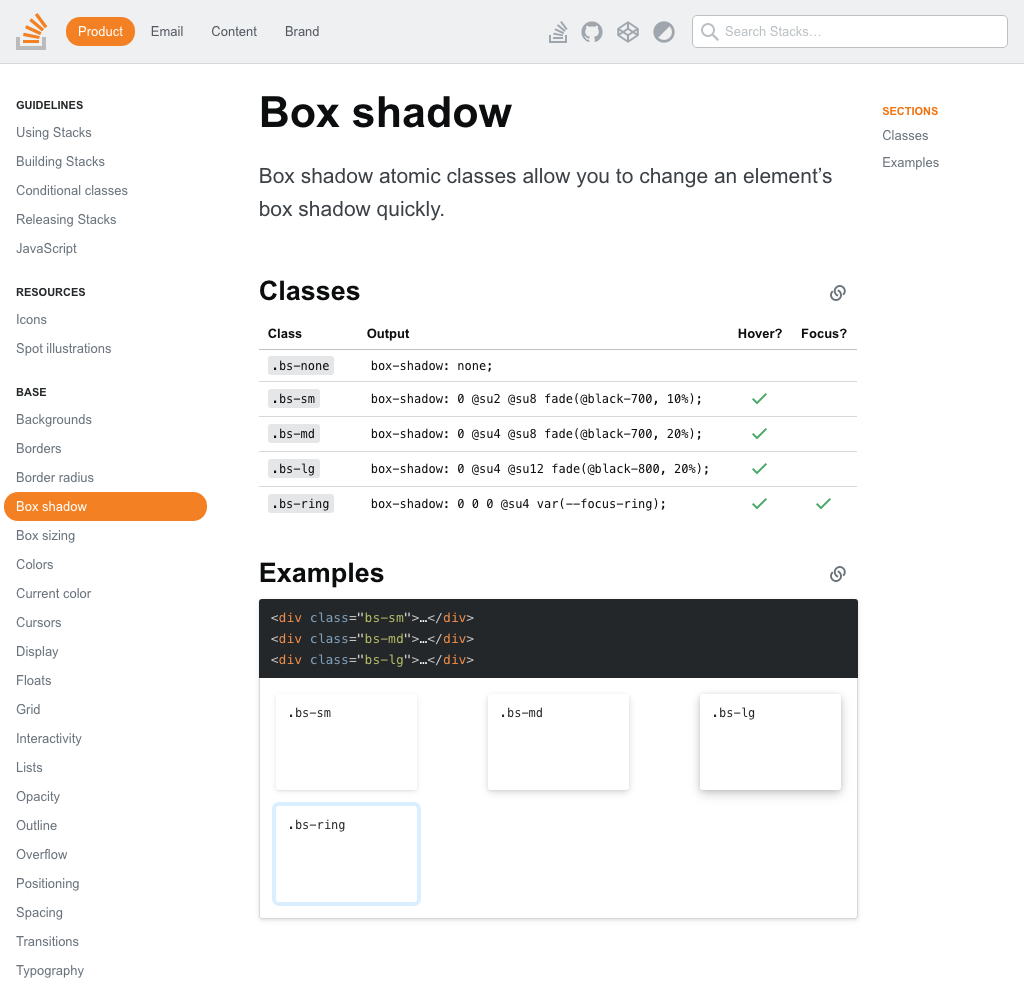 Product Email Content Brand Search Stacks…
GUIDELINES
Using Stacks
Building Stacks
Conditional classes
Releasing Stacks
JavaScript
RESOURCES
Icons
Spot illustrations
BASE
Backgrounds
Borders
Border radius
Box shadow
Box sizing
Colors
Current color
Cursors
Display
Floats
Grid
Interactivity
Lists
Opacity
Outline
Overflow
Positioning
Spacing
Transitions
Typography
Box shadow
Box shadow atomic classes allow you to change an element’s
box shadow quickly.
Classes
Class Output Hover? Focus?
.bs-none box-shadow: none;
.bs-sm box-shadow: 0 @su2 @su8 fade(@black-700, 10%);
.bs-md box-shadow: 0 @su4 @su8 fade(@black-700, 20%);
.bs-lg box-shadow: 0 @su4 @su12 fade(@black-800, 20%);
.bs-ring box-shadow: 0 0 0 @su4 var(--focus-ring);
Examples
<div class="bs-sm">…</div>
<div class="bs-md">…</div>
<div class="bs-lg">…</div>
.bs-sm .bs-md .bs-lg
.bs-ring
SECTIONS
Classes
Examples